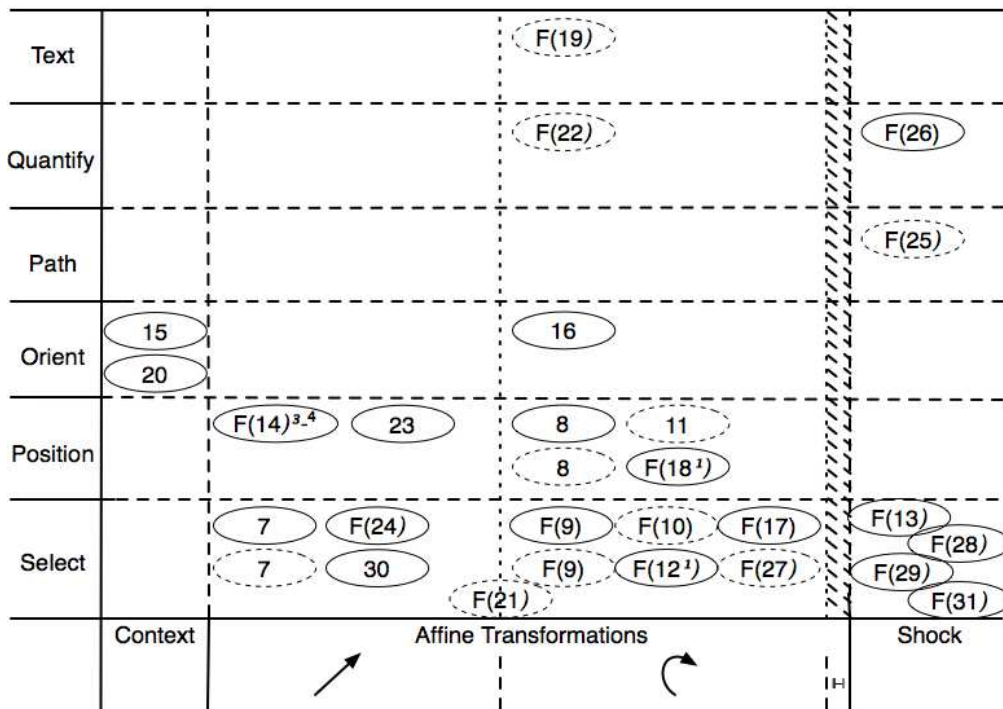 Text F(19)
Quantify F(22) F(26)
Path F(25)
Orient 15 16
20
Position F(14)³⁻⁴ 23 8 11
8 F(18¹)
Select 7 F(24) F(9) F(10) F(17) F(13)
F(28)
7 30 F(9) F(12¹) F(27) F(29)
F(21) F(31)
Context Affine Transformations Shock